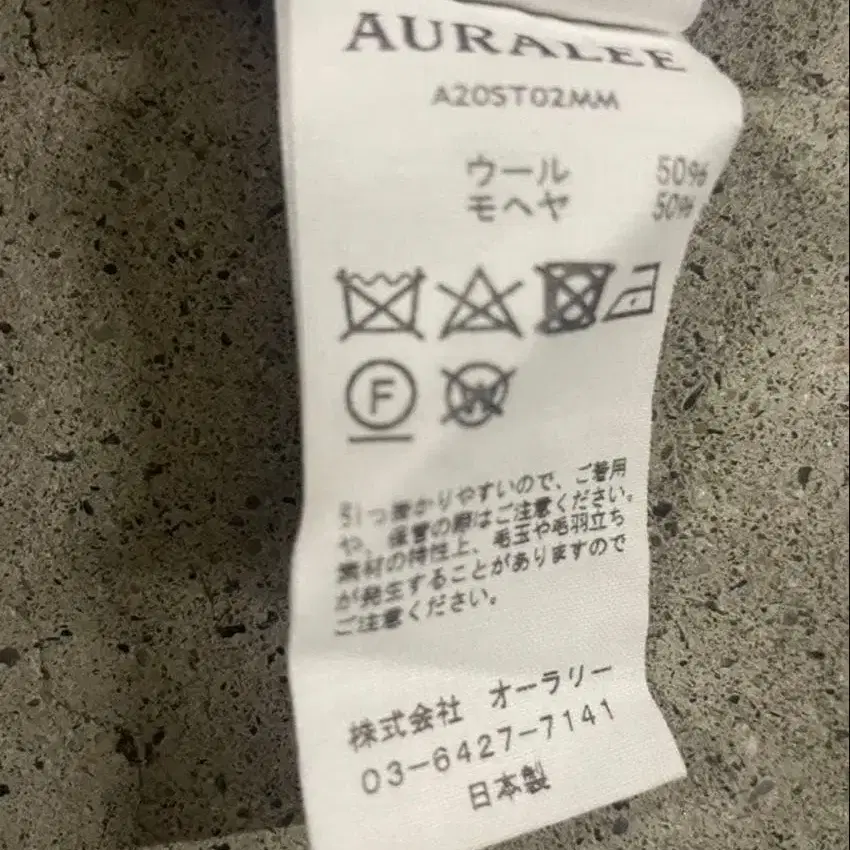 AURALEE
A20ST02MM
ウール 50%
モヘヤ 50%
F
W
引っ掛かりやすいので、ご着用
や、保管の際はご注意ください。
素材の特性上、毛玉や毛羽立ち
が発生することがありますので
ご注意ください。
株式会社 オーラリー
03-6427-7141
日本製